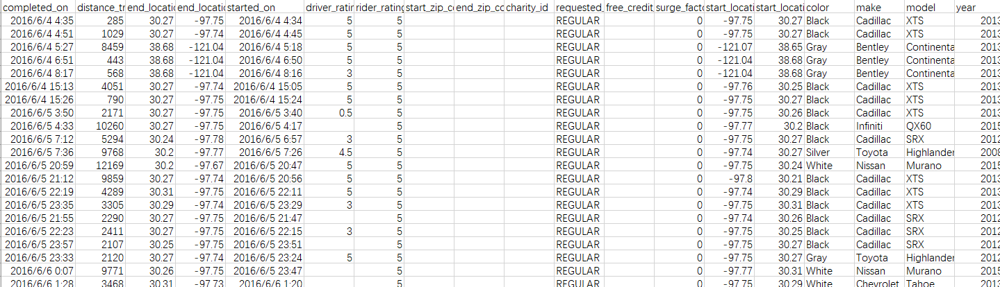 completed_on distance_tr end_locatio end_locatio started_on driver_ratin rider_rating start_zip_co end_zip_co charity_id requested_ free_credit surge_facto start_locati start_locati color make model year
2016/6/4 4:35 285 30.27 -97.75 2016/6/4 4:34 5 5 REGULAR 0 -97.75 30.27 Black Cadillac XTS 2013
2016/6/4 4:51 1029 30.27 -97.74 2016/6/4 4:45 5 5 REGULAR 0 -97.75 30.27 Black Cadillac XTS 2013
2016/6/4 5:27 8459 38.68 -121.04 2016/6/4 5:18 5 5 REGULAR 0 -121.07 38.65 Gray Bentley Continenta 2013
2016/6/4 6:51 443 38.68 -121.04 2016/6/4 6:50 5 5 REGULAR 0 -121.04 38.68 Gray Bentley Continenta 2013
2016/6/4 8:17 568 38.68 -121.04 2016/6/4 8:16 3 5 REGULAR 0 -121.04 38.68 Gray Bentley Continenta 2013
2016/6/4 15:13 4051 30.27 -97.74 2016/6/4 15:05 5 5 REGULAR 0 -97.76 30.25 Black Cadillac XTS 2013
2016/6/4 15:26 790 30.27 -97.75 2016/6/4 15:24 5 5 REGULAR 0 -97.75 30.27 Black Cadillac XTS 2013
2016/6/5 3:50 2171 30.27 -97.75 2016/6/5 3:40 0.5 5 REGULAR 0 -97.75 30.26 Black Cadillac XTS 2013
2016/6/5 4:33 10260 30.27 -97.75 2016/6/5 4:17 5 REGULAR 0 -97.77 30.2 Black Infiniti QX60 2015
2016/6/5 7:12 5294 30.24 -97.78 2016/6/5 6:57 3 5 REGULAR 0 -97.75 30.27 Black Cadillac SRX 2012
2016/6/5 7:36 9768 30.2 -97.77 2016/6/5 7:26 4.5 5 REGULAR 0 -97.74 30.27 Silver Toyota Highlander 2008
2016/6/5 20:59 12169 30.2 -97.67 2016/6/5 20:47 5 5 REGULAR 0 -97.75 30.24 White Nissan Murano 2015
2016/6/5 21:12 9859 30.27 -97.74 2016/6/5 20:56 5 5 REGULAR 0 -97.8 30.21 Black Cadillac XTS 2013
2016/6/5 22:19 4289 30.31 -97.75 2016/6/5 22:11 5 5 REGULAR 0 -97.74 30.29 Black Cadillac XTS 2013
2016/6/5 23:35 3305 30.29 -97.74 2016/6/5 23:29 3 5 REGULAR 0 -97.75 30.31 Black Cadillac XTS 2013
2016/6/5 21:55 2290 30.27 -97.75 2016/6/5 21:47 5 REGULAR 0 -97.74 30.26 Black Cadillac SRX 2012
2016/6/5 22:23 2411 30.27 -97.75 2016/6/5 22:15 3 5 REGULAR 0 -97.75 30.25 Black Cadillac SRX 2012
2016/6/5 23:57 2107 30.25 -97.75 2016/6/5 23:51 5 REGULAR 0 -97.75 30.27 Black Cadillac SRX 2012
2016/6/5 23:33 2120 30.27 -97.74 2016/6/5 23:24 5 5 REGULAR 0 -97.75 30.27 Gray Toyota Highlander 2012
2016/6/6 0:07 9771 30.26 -97.75 2016/6/5 23:47 5 REGULAR 0 -97.77 30.31 White Nissan Murano 2015
2016/6/6 1:28 3468 30.31 -97.73 2016/6/6 1:20 5 REGULAR 0 -97.75 30.29 White Chevrolet Tahoe 2013